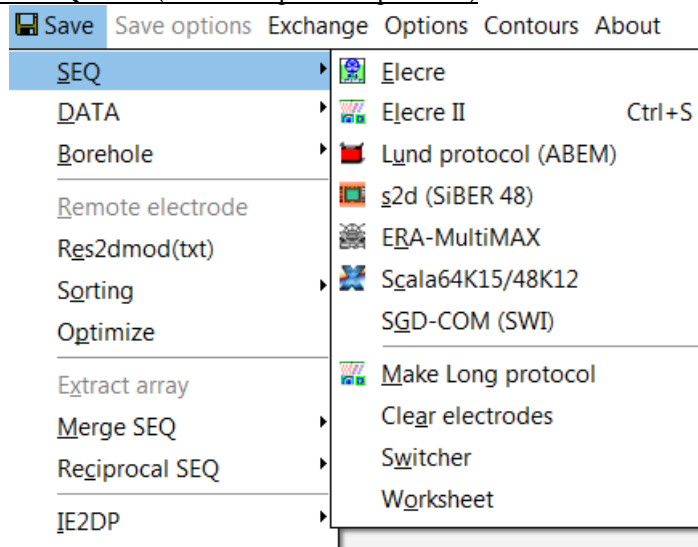 Save Save options Exchange Options Contours About
SEQ
DATA
Borehole
Remote electrode
Res2dmod(txt)
Sorting
Optimize
Extract array
Merge SEQ
Reciprocal SEQ
IE2DP
Elecre
Elecre II Ctrl+S
Lund protocol (ABEM)
s2d (SiBER 48)
ERA-MultiMAX
Scala64K15/48K12
SGD-COM (SWI)
Make Long protocol
Clear electrodes
Switcher
Worksheet